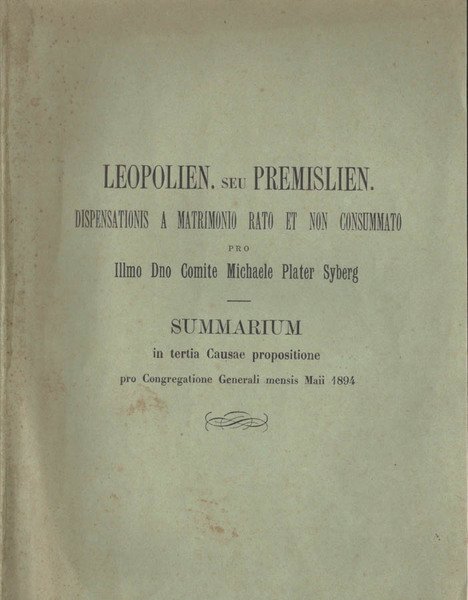 LEOPOLIEN. SEU PREMISLIEN.
DISPENSATIONIS A MATRIMONIO RATO ET NON CONSUMMATO
PRO
Illmo Dno Comite Michaele Plater Syberg
SUMMARIUM
in tertia Causae propositione
pro Congregatione Generali mensis Maii 1894